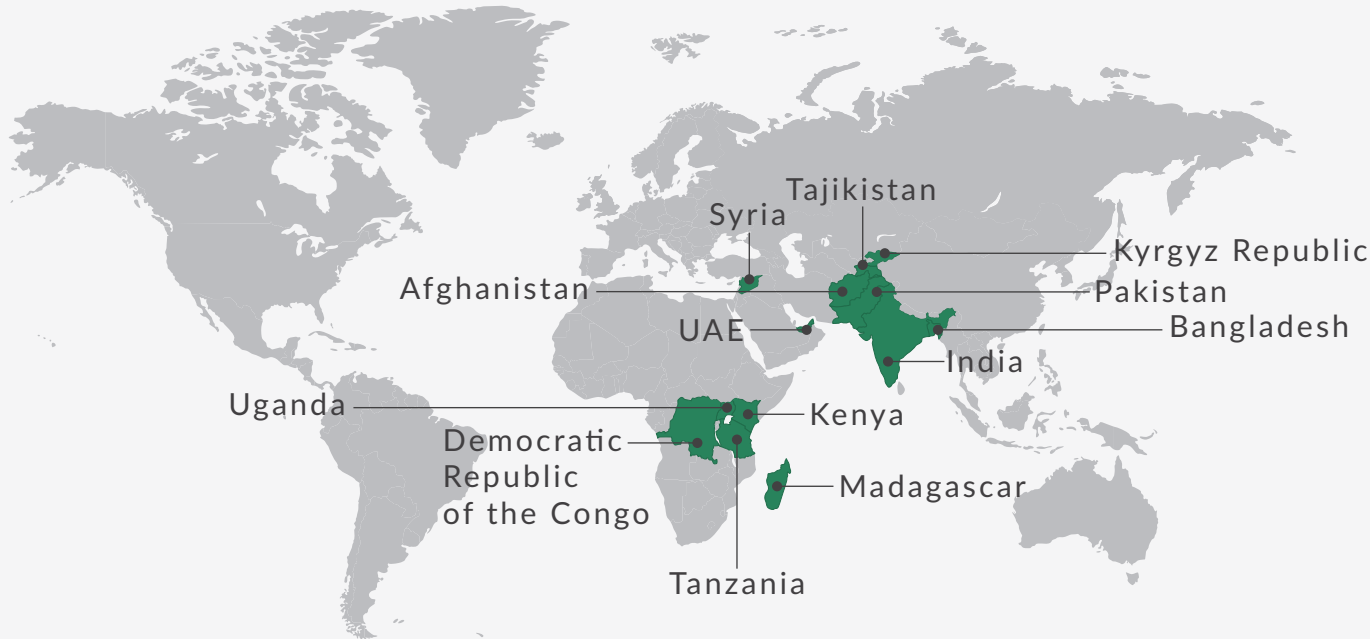 Tajikistan
Syria
Kyrgyz Republic
Afghanistan
Pakistan
UAE
Bangladesh
India
Uganda
Kenya
Democratic
Republic
of the Congo
Madagascar
Tanzania